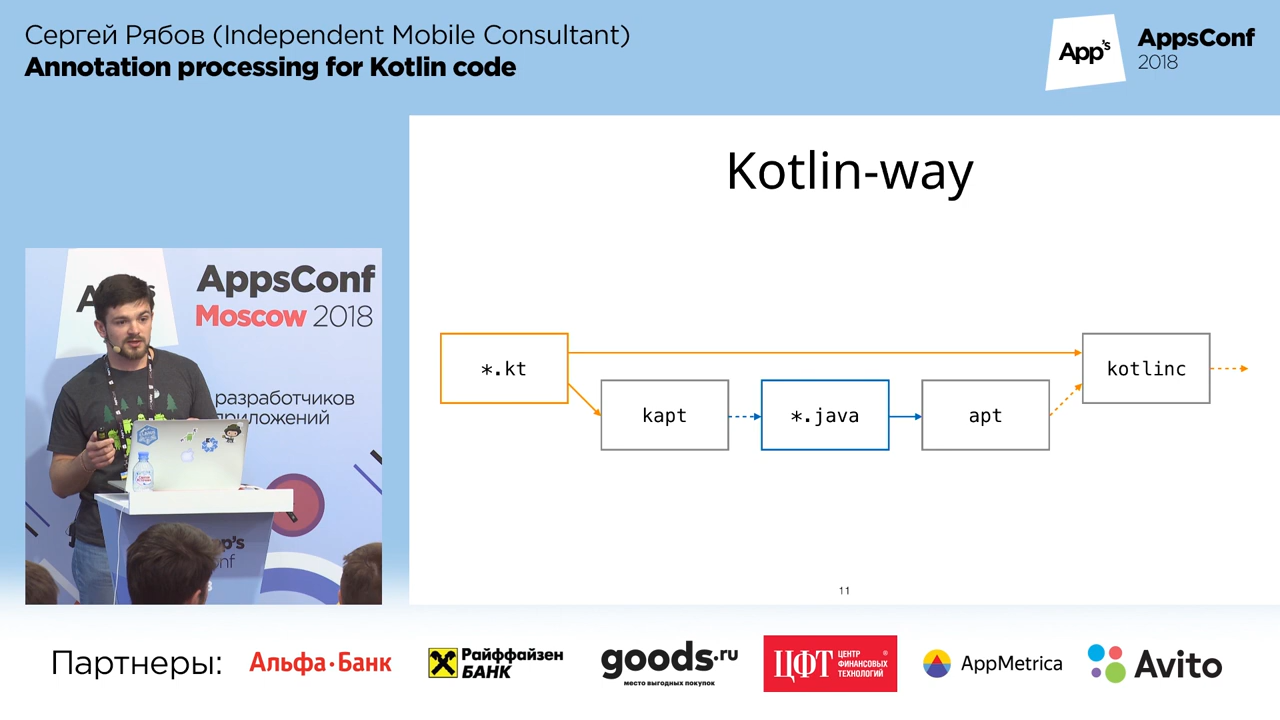 Сергей Рябов (Independent Mobile Consultant)
Annotation processing for Kotlin code
App's
AppsConf
2018
Kotlin-way
*.kt
kapt
*.java
apt
kotlinc
11
AppsConf
Moscow 2018
разработчиков
приложений
Партнеры:
Альфа·Банк
Райффайзен
БАНК
goods.ru
место выгодных покупок
ЦФТ
ЦЕНТР
ФИНАНСОВЫХ
ТЕХНОЛОГИЙ
®
AppMetrica
Avito